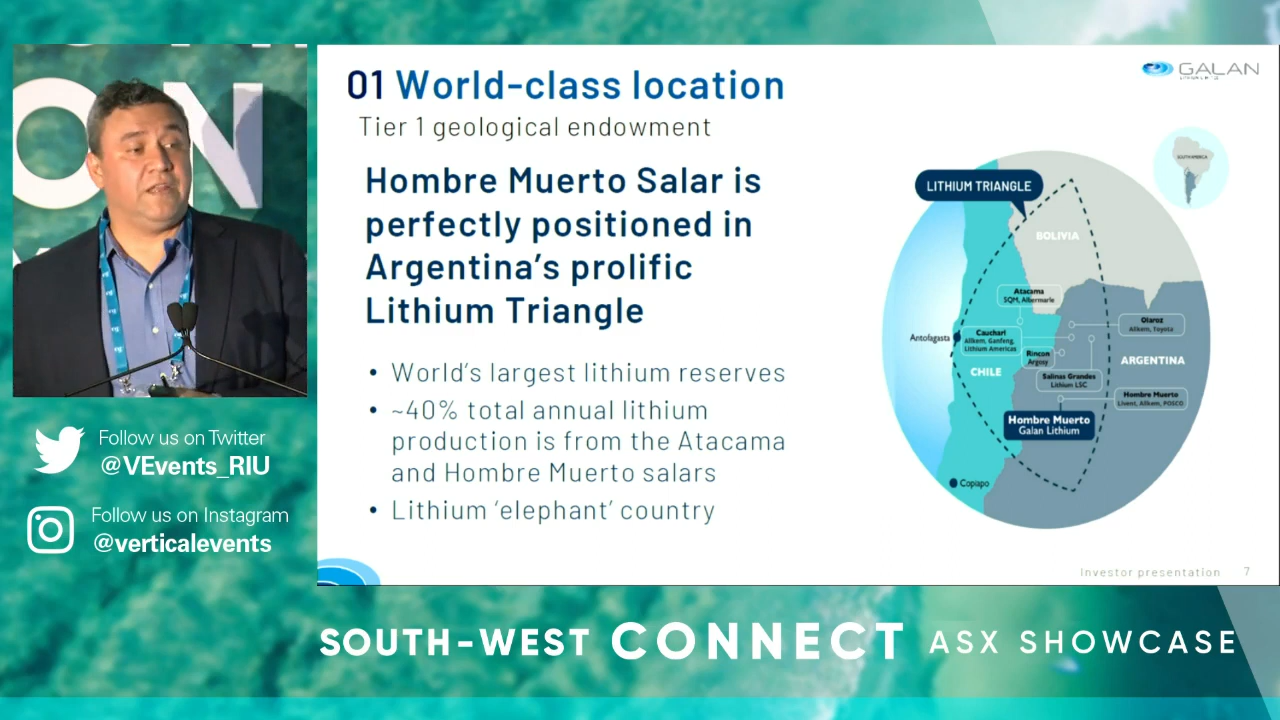 ON
Follow us on Twitter
@VEvents_RIU
Follow us on Instagram
@verticalevents
01 World-class location
Tier 1 geological endowment
GALAN
Hombre Muerto Salar is
perfectly positioned in
Argentina's prolific
Lithium Triangle
• World's largest lithium reserves
• ~40% total annual lithium
production is from the Atacama
and Hombre Muerto salars
• Lithium 'elephant' country
SOUTH AMERICA
LITHIUM TRIANGLE
BOLIVIA
Atacama
SQM, Albermarle
Antofagasta
Cauchari
Allkem, Ganfeng,
Lithium Americas
Olaroz
Allkem, Toyota
Rincon
Argosy
CHILE
ARGENTINA
Salinas Grandes
Lithium LSC
Hombre Muerto
Livent, Allkem, POSCO
Hombre Muerto
Galan Lithium
Copiapo
Investor presentation 7
SOUTH-WEST CONNECT ASX SHOWCASE